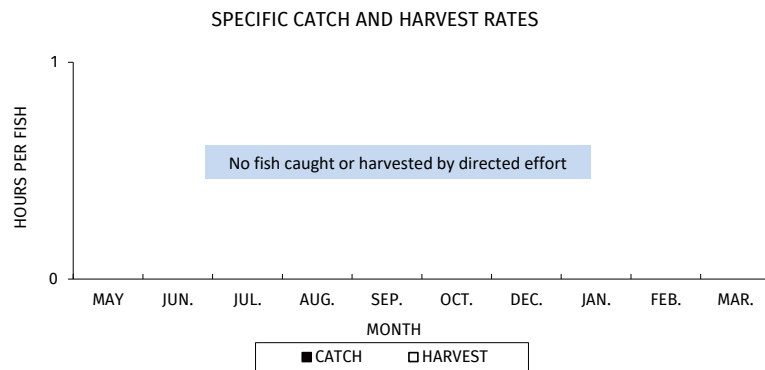 SPECIFIC CATCH AND HARVEST RATES
1
HOURS PER FISH
No fish caught or harvested by directed effort
0
MAY JUN. JUL. AUG. SEP. OCT. DEC. JAN. FEB. MAR.
MONTH
CATCH HARVEST